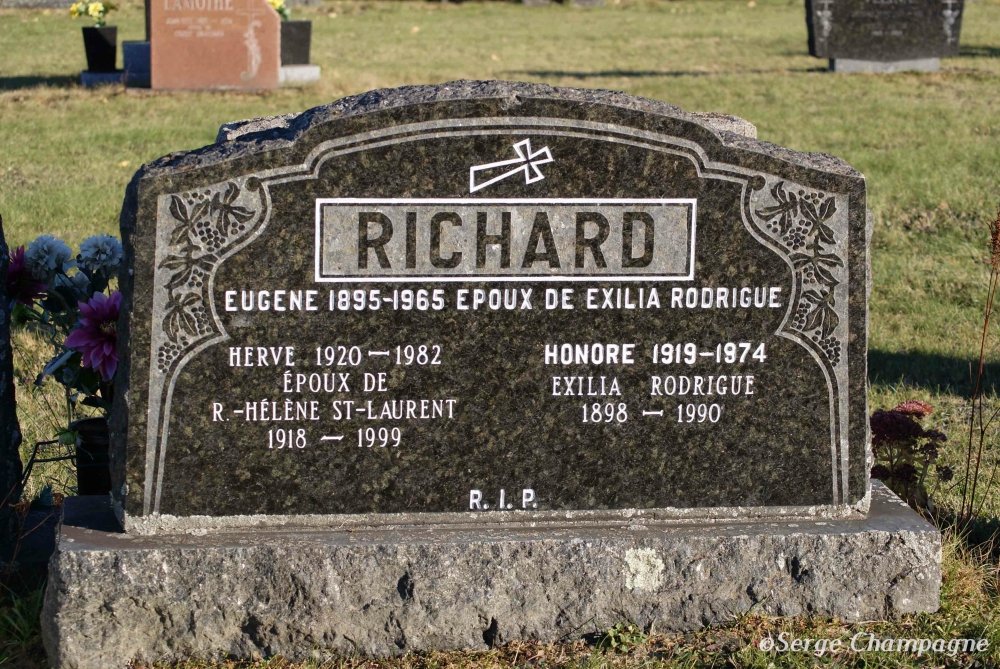 LAMOTHE
RICHARD
EUGENE 1895-1965 EPOUX DE EXILIA RODRIGUE
HERVE 1920 — 1982
ÉPOUX DE
R.-HÉLÈNE ST-LAURENT
1918 — 1999
HONORE 1919-1974
EXILIA RODRIGUE
1898 — 1990
R.I.P.
©Serge Champagne